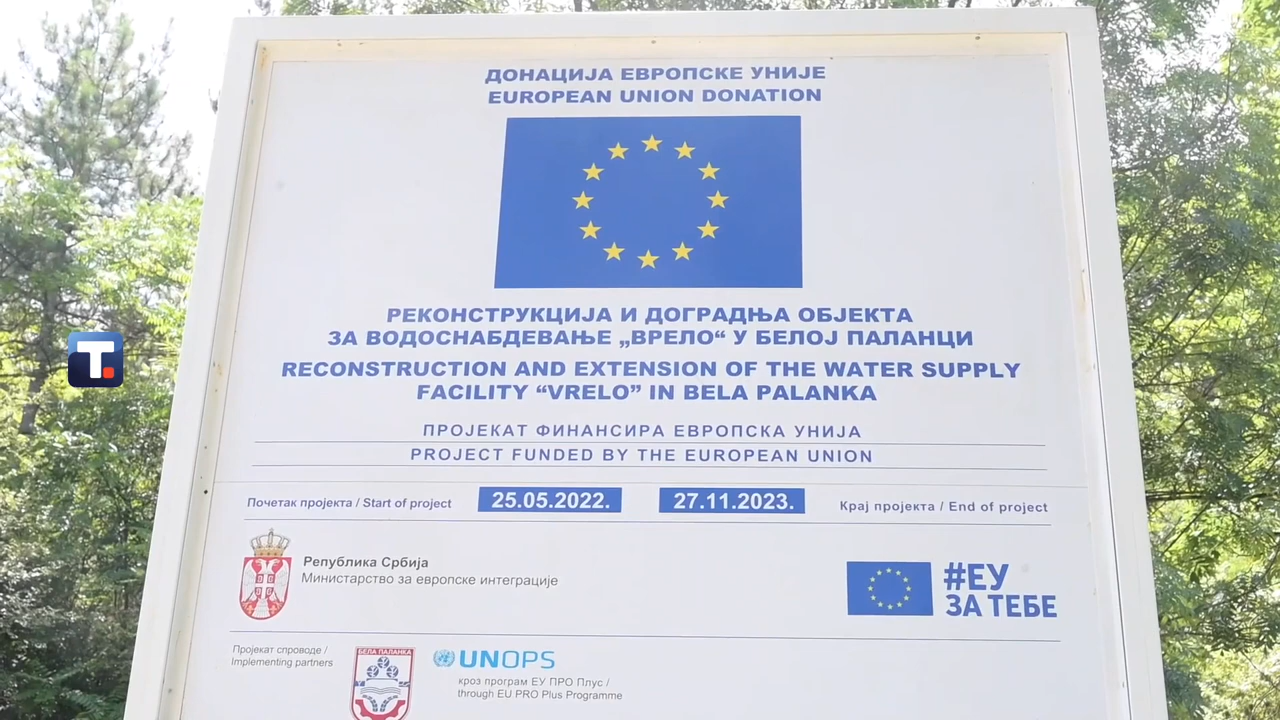 ДОНАЦИЈА ЕВРОПСКЕ УНИЈЕ
EUROPEAN UNION DONATION
РЕКОНСТРУКЦИЈА И ДОГРАДЊА ОБЈЕКТА
ЗА ВОДОСНАБДЕВАЊЕ „ВРЕЛО“ У БЕЛОЈ ПАЛАНЦИ
RECONSTRUCTION AND EXTENSION OF THE WATER SUPPLY
FACILITY “VRELO” IN BELA PALANKA
ПРОЈЕКАТ ФИНАНСИРА ЕВРОПСКА УНИЈА
PROJECT FUNDED BY THE EUROPEAN UNION
Почетак пројекта / Start of project 25.05.2022. 27.11.2023. Крај пројекта / End of project
Република Србија
Министарство за европске интеграције
#ЕУ
ЗА ТЕБЕ
Пројекат спроводе /
Implementing partners
БЕЛА ПАЛАНКА
UNOPS
кроз програм ЕУ ПРО Плус /
through EU PRO Plus Programme
T.